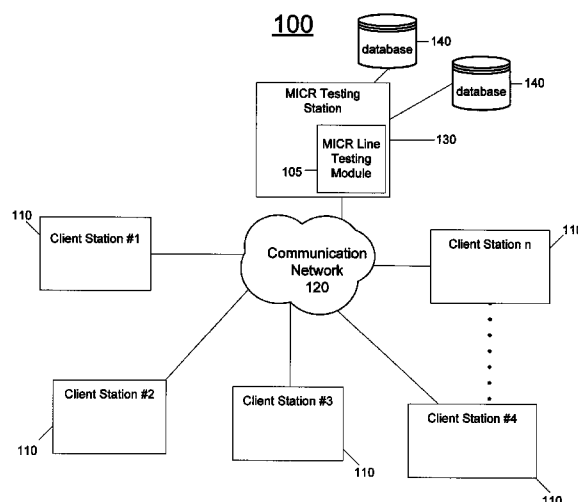 100
database
140
database
140
MICR Testing
Station
MICR Line
Testing
Module
130
105
110
Client Station #1
Communication
Network
120
Client Station n
110
Client Station #2
110
Client Station #3
110
Client Station #4
110